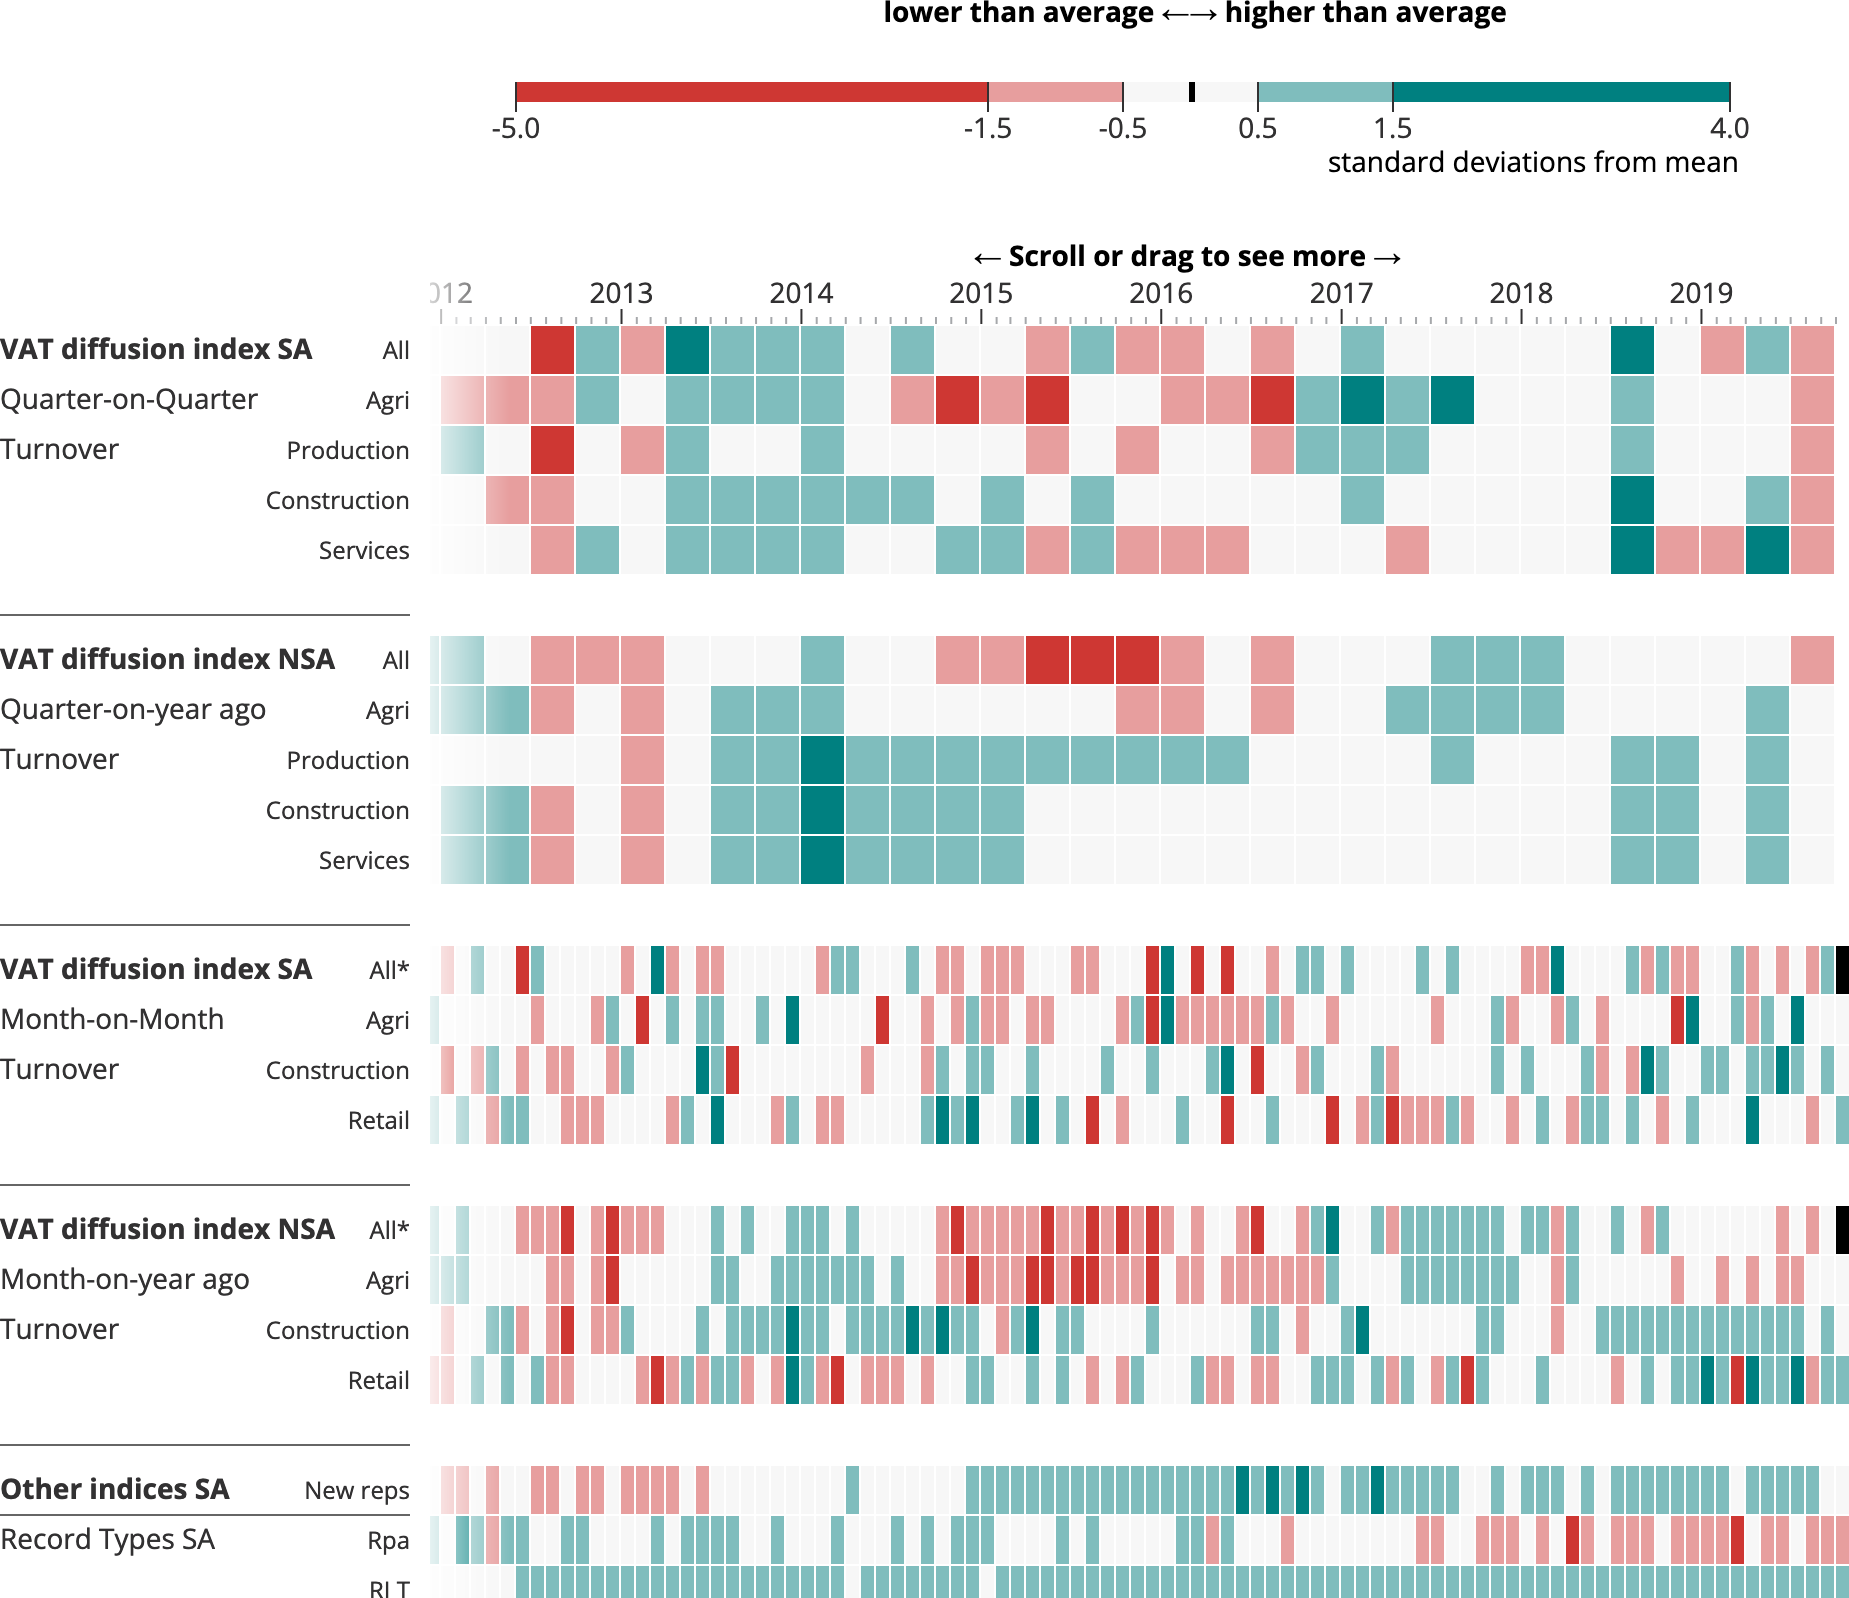 lower than average ←→ higher than average
-5.0 -1.5 -0.5 0.5 1.5 4.0
standard deviations from mean
← Scroll or drag to see more →
012 2013 2014 2015 2016 2017 2018 2019
VAT diffusion index SA All
Quarter-on-Quarter Agri
Turnover Production
Construction
Services
VAT diffusion index NSA All
Quarter-on-year ago Agri
Turnover Production
Construction
Services
VAT diffusion index SA All*
Month-on-Month Agri
Turnover Construction
Retail
VAT diffusion index NSA All*
Month-on-year ago Agri
Turnover Construction
Retail
Other indices SA New reps
Record Types SA Rpa